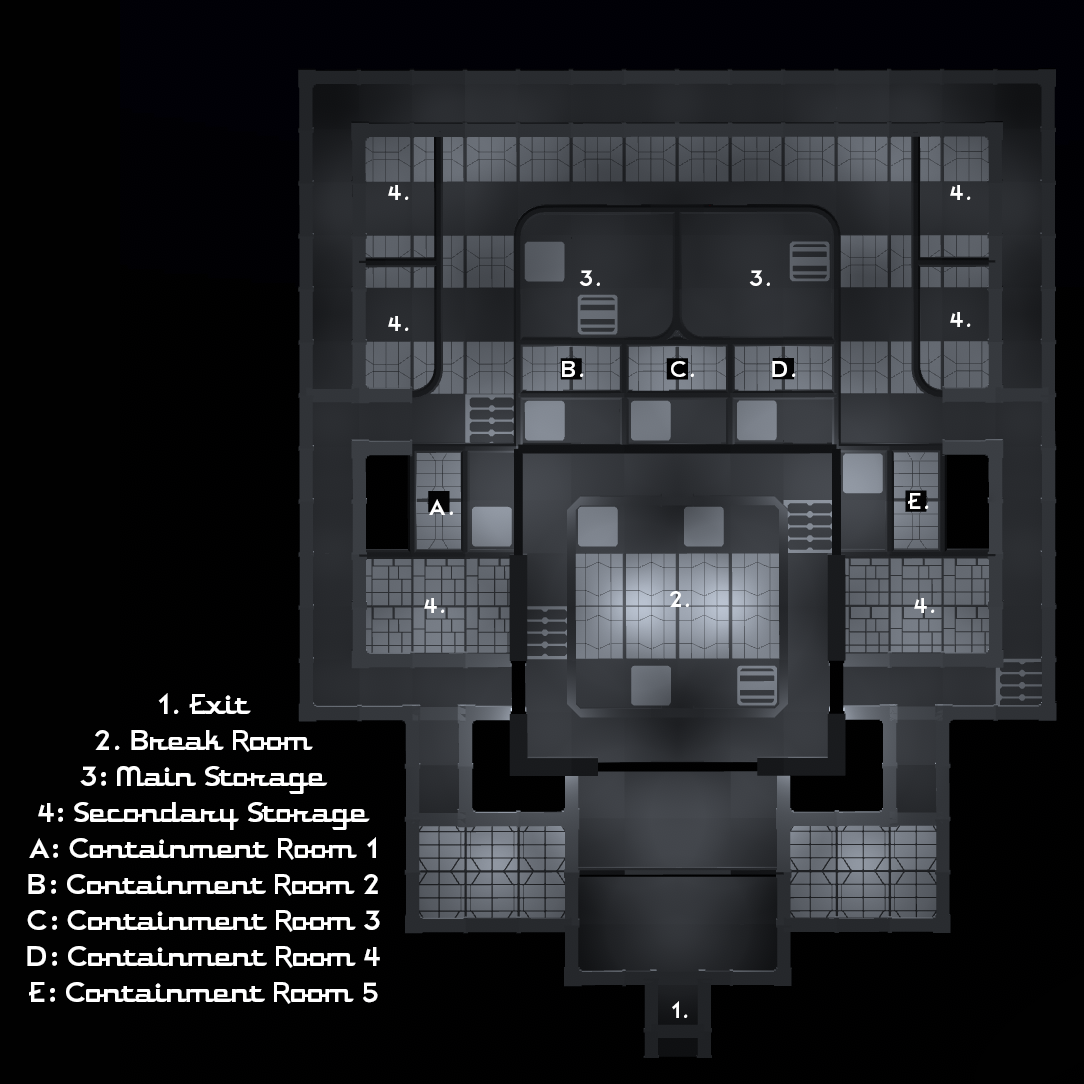 4.
4.
3.
3.
4.
4.
B.
C.
D.
A.
E.
4.
2.
4.
1. Exit
2. Break Room
3: Main Storage
4: Secondary Storage
A: Containment Room 1
B: Containment Room 2
C: Containment Room 3
D: Containment Room 4
E: Containment Room 5
1.